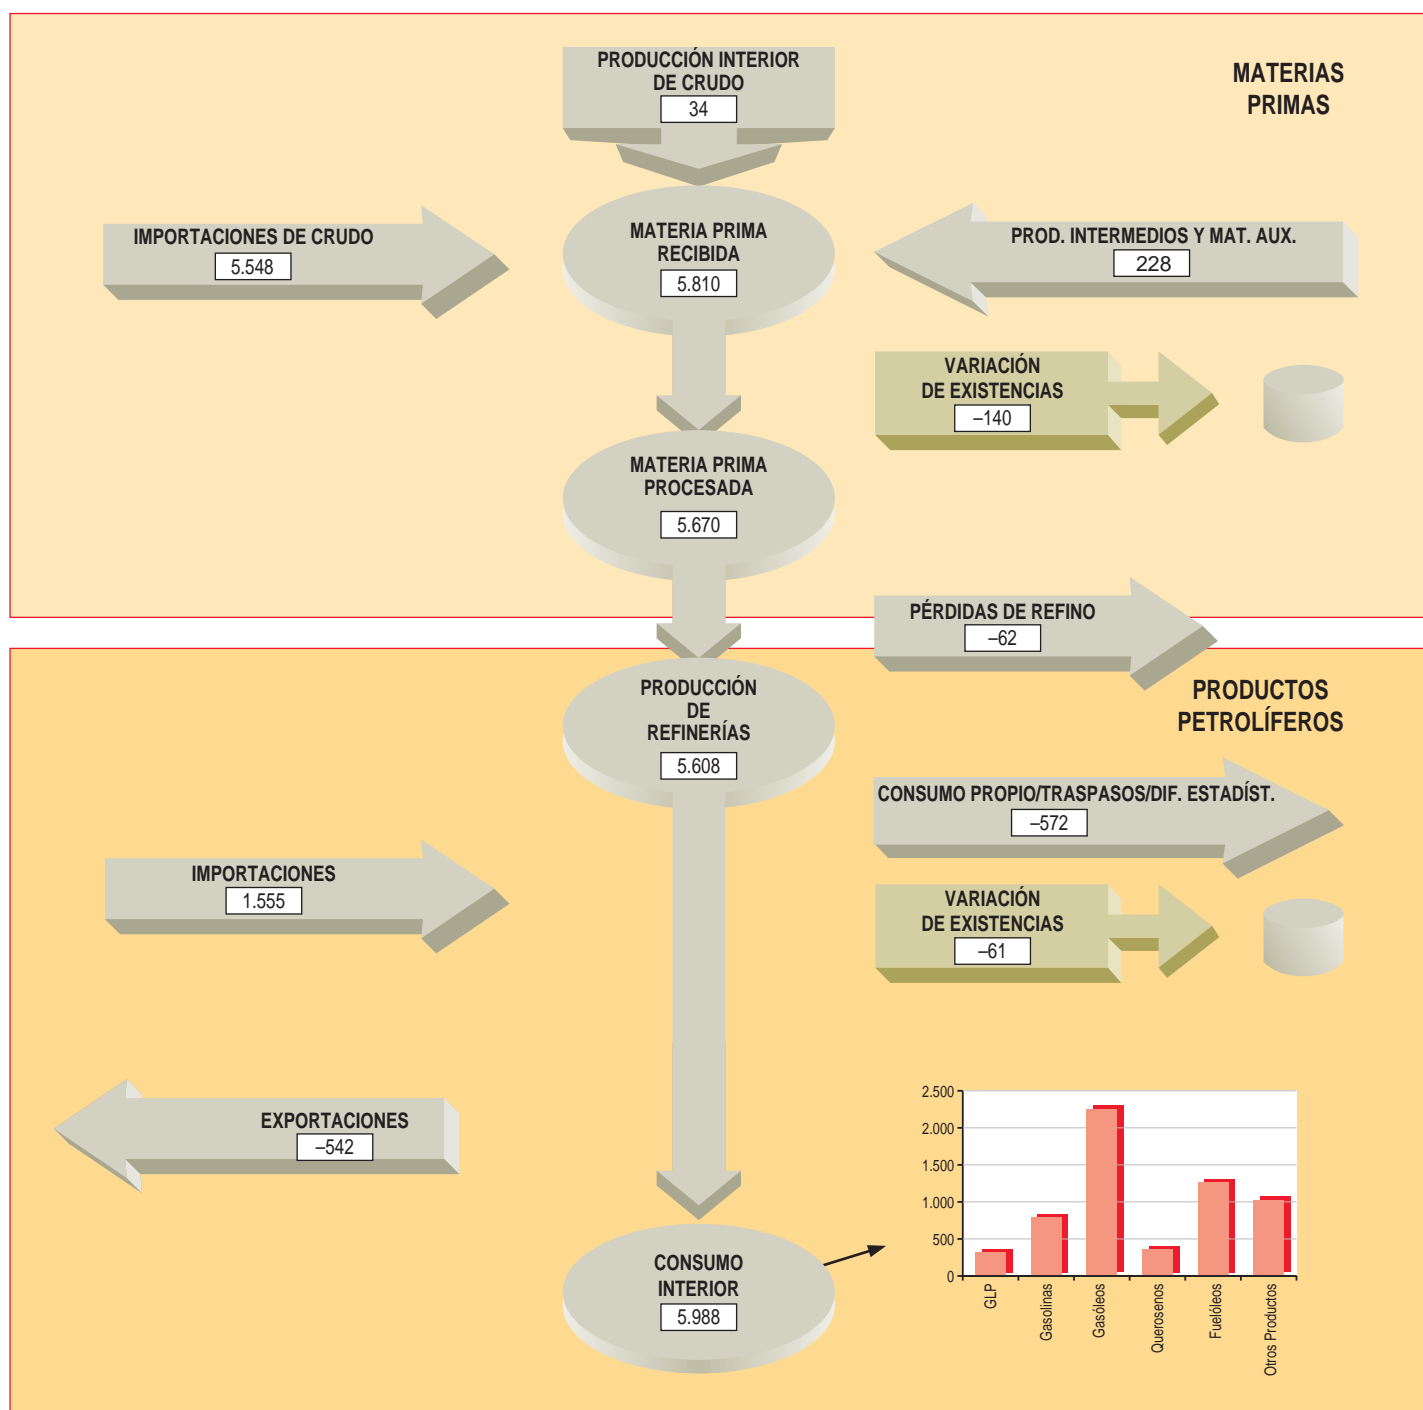 PRODUCCIÓN INTERIOR
DE CRUDO
34
MATERIAS
PRIMAS
IMPORTACIONES DE CRUDO
5.548
MATERIA PRIMA
RECIBIDA
5.810
PROD. INTERMEDIOS Y MAT. AUX.
228
VARIACIÓN
DE EXISTENCIAS
–140
MATERIA PRIMA
PROCESADA
5.670
PÉRDIDAS DE REFINO
–62
PRODUCCIÓN
DE
REFINERÍAS
5.608
PRODUCTOS
PETROLÍFEROS
CONSUMO PROPIO/TRASPASOS/DIF. ESTADÍST.
–572
IMPORTACIONES
1.555
VARIACIÓN
DE EXISTENCIAS
–61
EXPORTACIONES
–542
CONSUMO
INTERIOR
5.988
2.500
2.000
1.500
1.000
500
0
GLP
Gasolinas
Gasóleos
Querosenos
Fuelóleos
Otros Productos